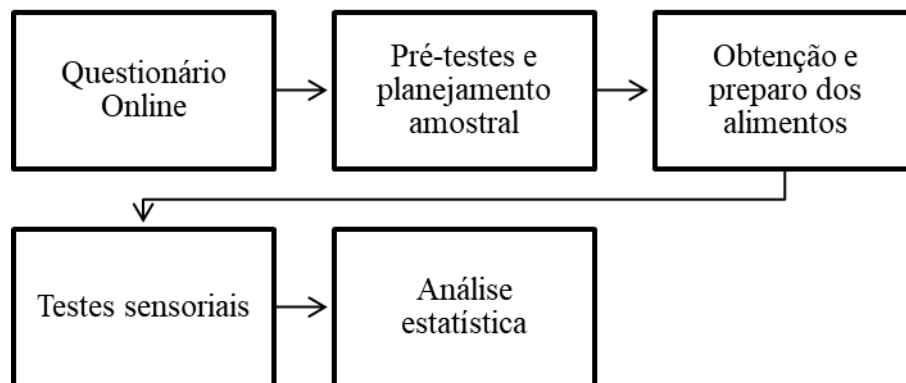 Questionário
Online
Pré-testes e
planejamento
amostral
Obtenção e
preparo dos
alimentos
Testes sensoriais
Análise
estatística